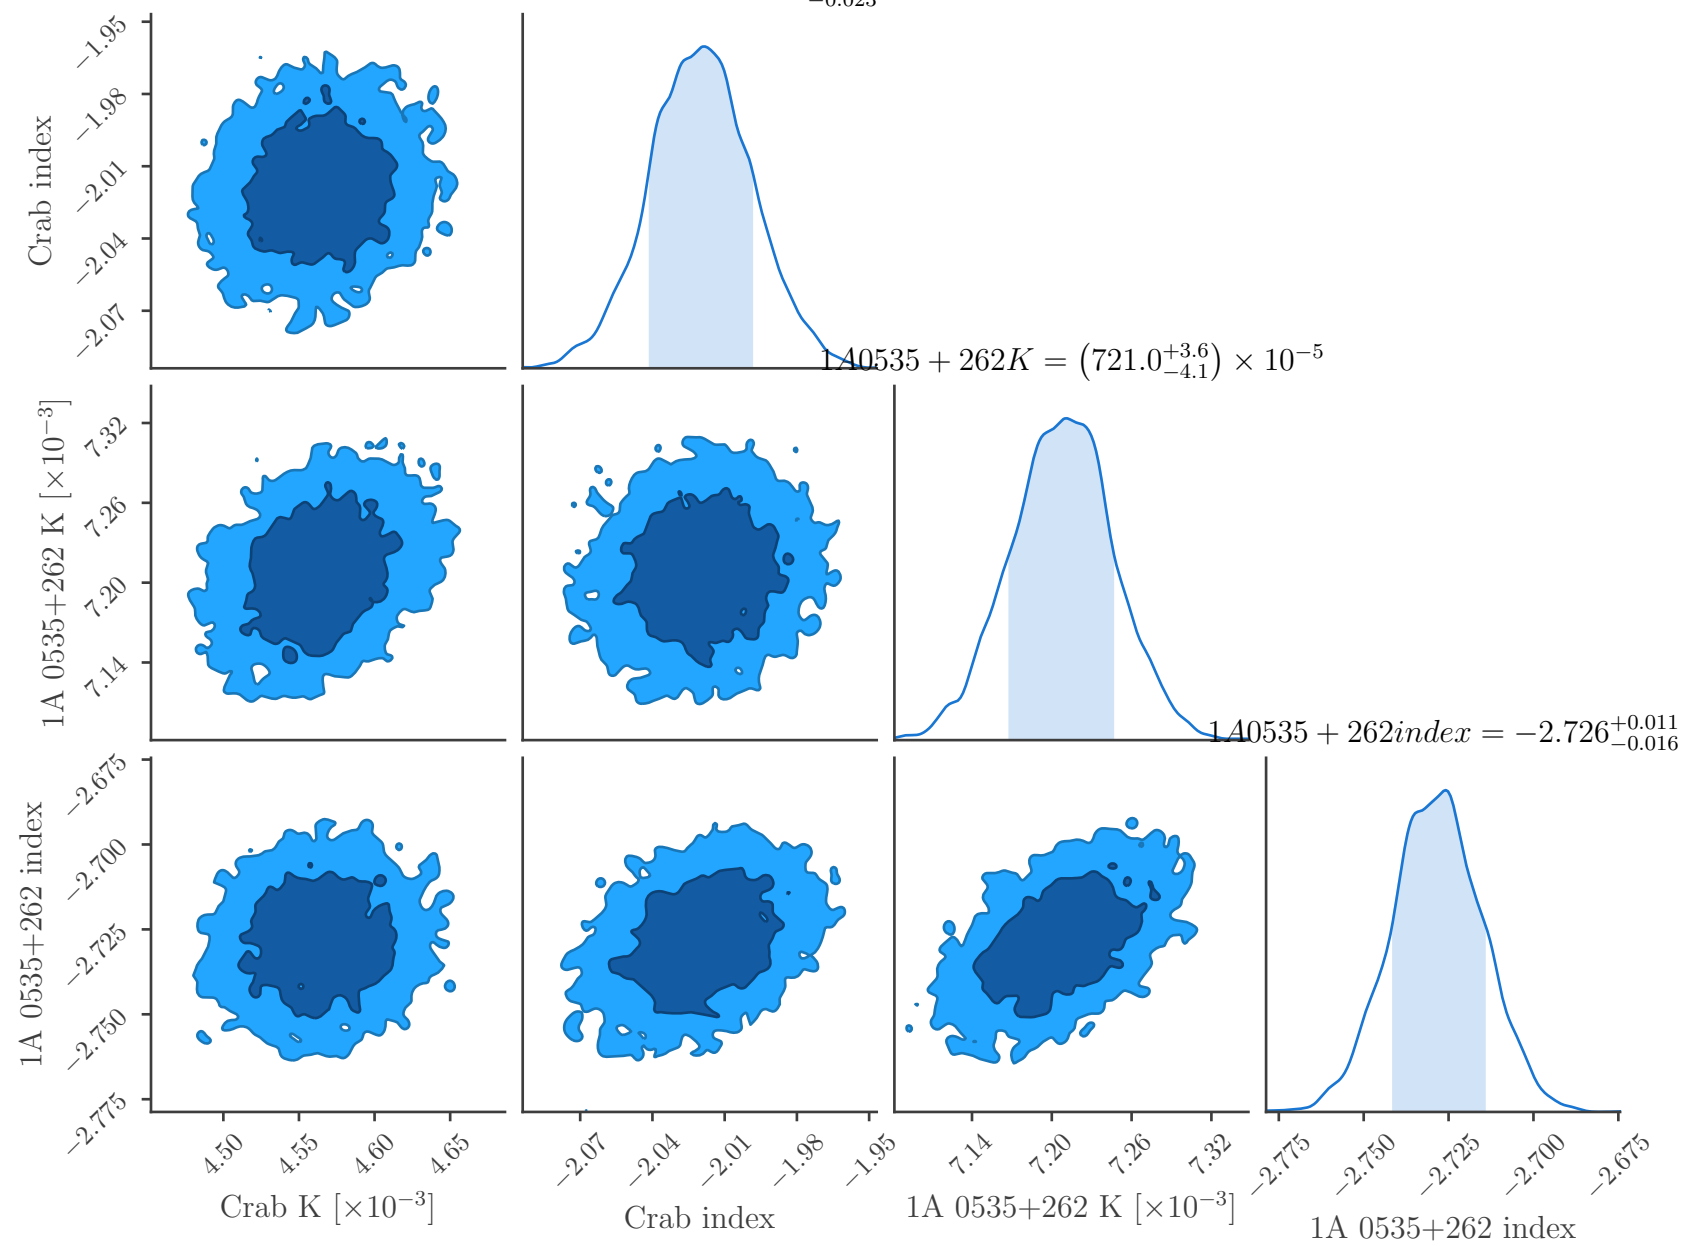 −0.023
−1.95
−1.98
−2.01
−2.04
−2.07
Crab index
1A0535 + 262K = (721.0^{+3.6}_{−4.1}) × 10^{−5}
7.32
7.26
7.20
7.14
1A 0535+262 K [×10^{−3}]
1A0535 + 262index = −2.726^{+0.011}_{−0.016}
−2.675
−2.700
−2.725
−2.750
−2.775
1A 0535+262 index
4.50 4.55 4.60 4.65
−2.07 −2.04 −2.01 −1.98 −1.95
7.14 7.20 7.26 7.32
−2.775 −2.750 −2.725 −2.700 −2.675
Crab K [×10^{−3}]
Crab index
1A 0535+262 K [×10^{−3}]
1A 0535+262 index